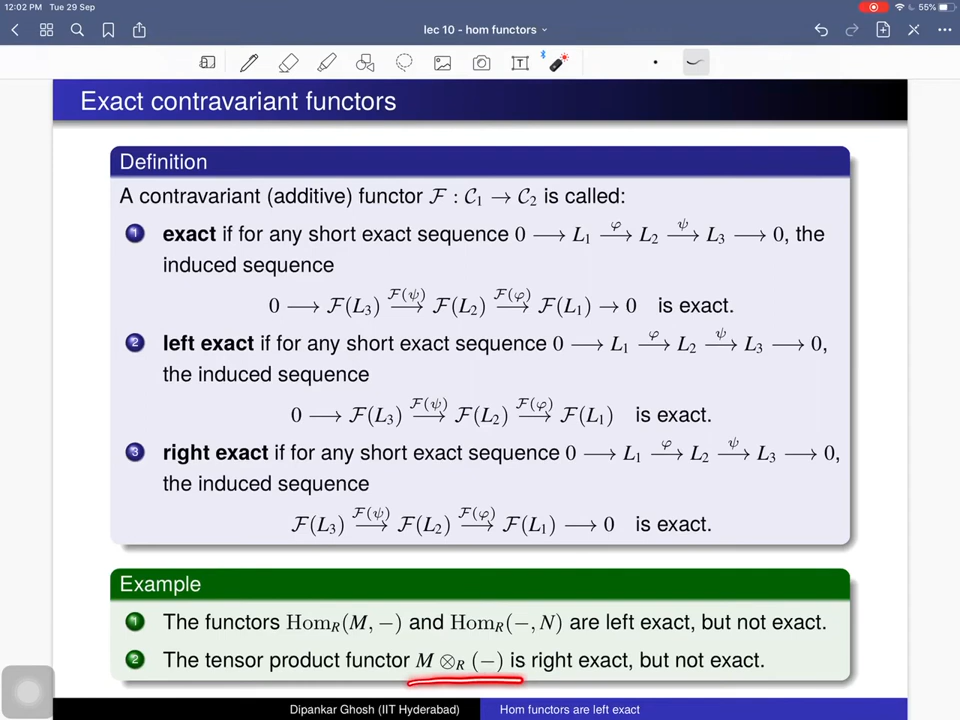 12:02 PM Tue 29 Sep
55%
lec 10 - hom functors
T
Exact contravariant functors
Definition
A contravariant (additive) functor ℱ : 𝒞₁ → 𝒞₂ is called:
1 exact if for any short exact sequence 0 ⟶ L₁ ⟶^φ L₂ ⟶^ψ L₃ ⟶ 0, the
induced sequence
0 ⟶ ℱ(L₃) ⟶^ℱ(ψ) ℱ(L₂) ⟶^ℱ(φ) ℱ(L₁) → 0 is exact.
2 left exact if for any short exact sequence 0 ⟶ L₁ ⟶^φ L₂ ⟶^ψ L₃ ⟶ 0,
the induced sequence
0 ⟶ ℱ(L₃) ⟶^ℱ(ψ) ℱ(L₂) ⟶^ℱ(φ) ℱ(L₁) is exact.
3 right exact if for any short exact sequence 0 ⟶ L₁ ⟶^φ L₂ ⟶^ψ L₃ ⟶ 0,
the induced sequence
ℱ(L₃) ⟶^ℱ(ψ) ℱ(L₂) ⟶^ℱ(φ) ℱ(L₁) ⟶ 0 is exact.
Example
1 The functors Hom_R(M, −) and Hom_R(−, N) are left exact, but not exact.
2 The tensor product functor M ⊗_R (−) is right exact, but not exact.
Dipankar Ghosh (IIT Hyderabad) Hom functors are left exact